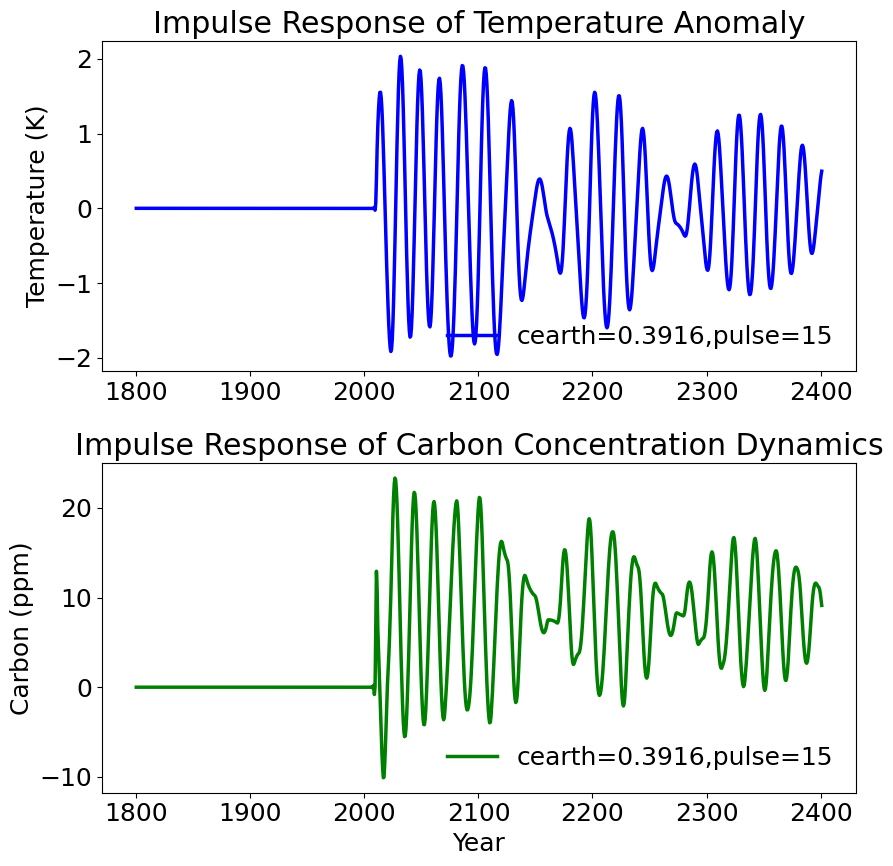 Impulse Response of Temperature Anomaly
Temperature (K)
2
1
0
−1
−2
cearth=0.3916,pulse=15
1800 1900 2000 2100 2200 2300 2400
Impulse Response of Carbon Concentration Dynamics
Carbon (ppm)
20
10
0
−10
cearth=0.3916,pulse=15
1800 1900 2000 2100 2200 2300 2400
Year